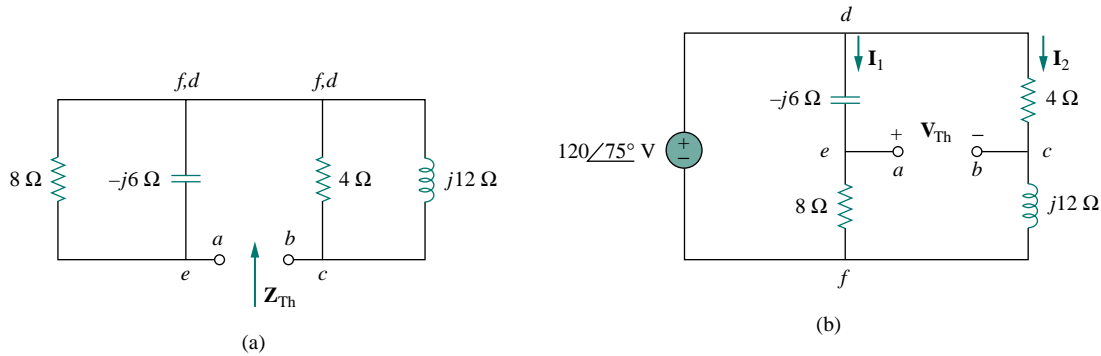 f,d
f,d
8 Ω
–j6 Ω
4 Ω
j12 Ω
a
b
e
c
Z_Th
(a)
d
I_1
I_2
–j6 Ω
4 Ω
+
V_Th
–
120∠75° V
+
–
e
a
b
c
8 Ω
j12 Ω
f
(b)